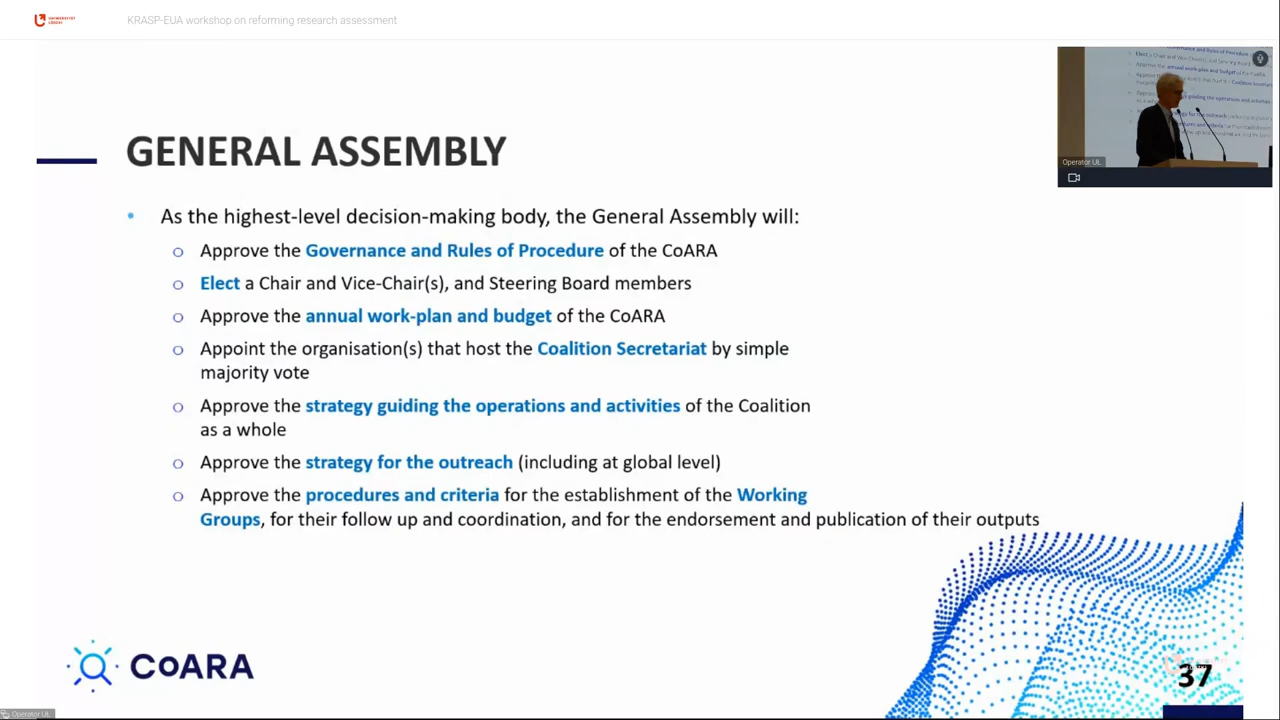 UNIWERSYTET
ŁÓDZKI
KRASP-EUA workshop on reforming research assessment
Operator UŁ
GENERAL ASSEMBLY
• As the highest-level decision-making body, the General Assembly will:
o Approve the Governance and Rules of Procedure of the CoARA
o Elect a Chair and Vice-Chair(s), and Steering Board members
o Approve the annual work-plan and budget of the CoARA
o Appoint the organisation(s) that host the Coalition Secretariat by simple
majority vote
o Approve the strategy guiding the operations and activities of the Coalition
as a whole
o Approve the strategy for the outreach (including at global level)
o Approve the procedures and criteria for the establishment of the Working
Groups, for their follow up and coordination, and for the endorsement and publication of their outputs
CoARA
37
Operator UŁ